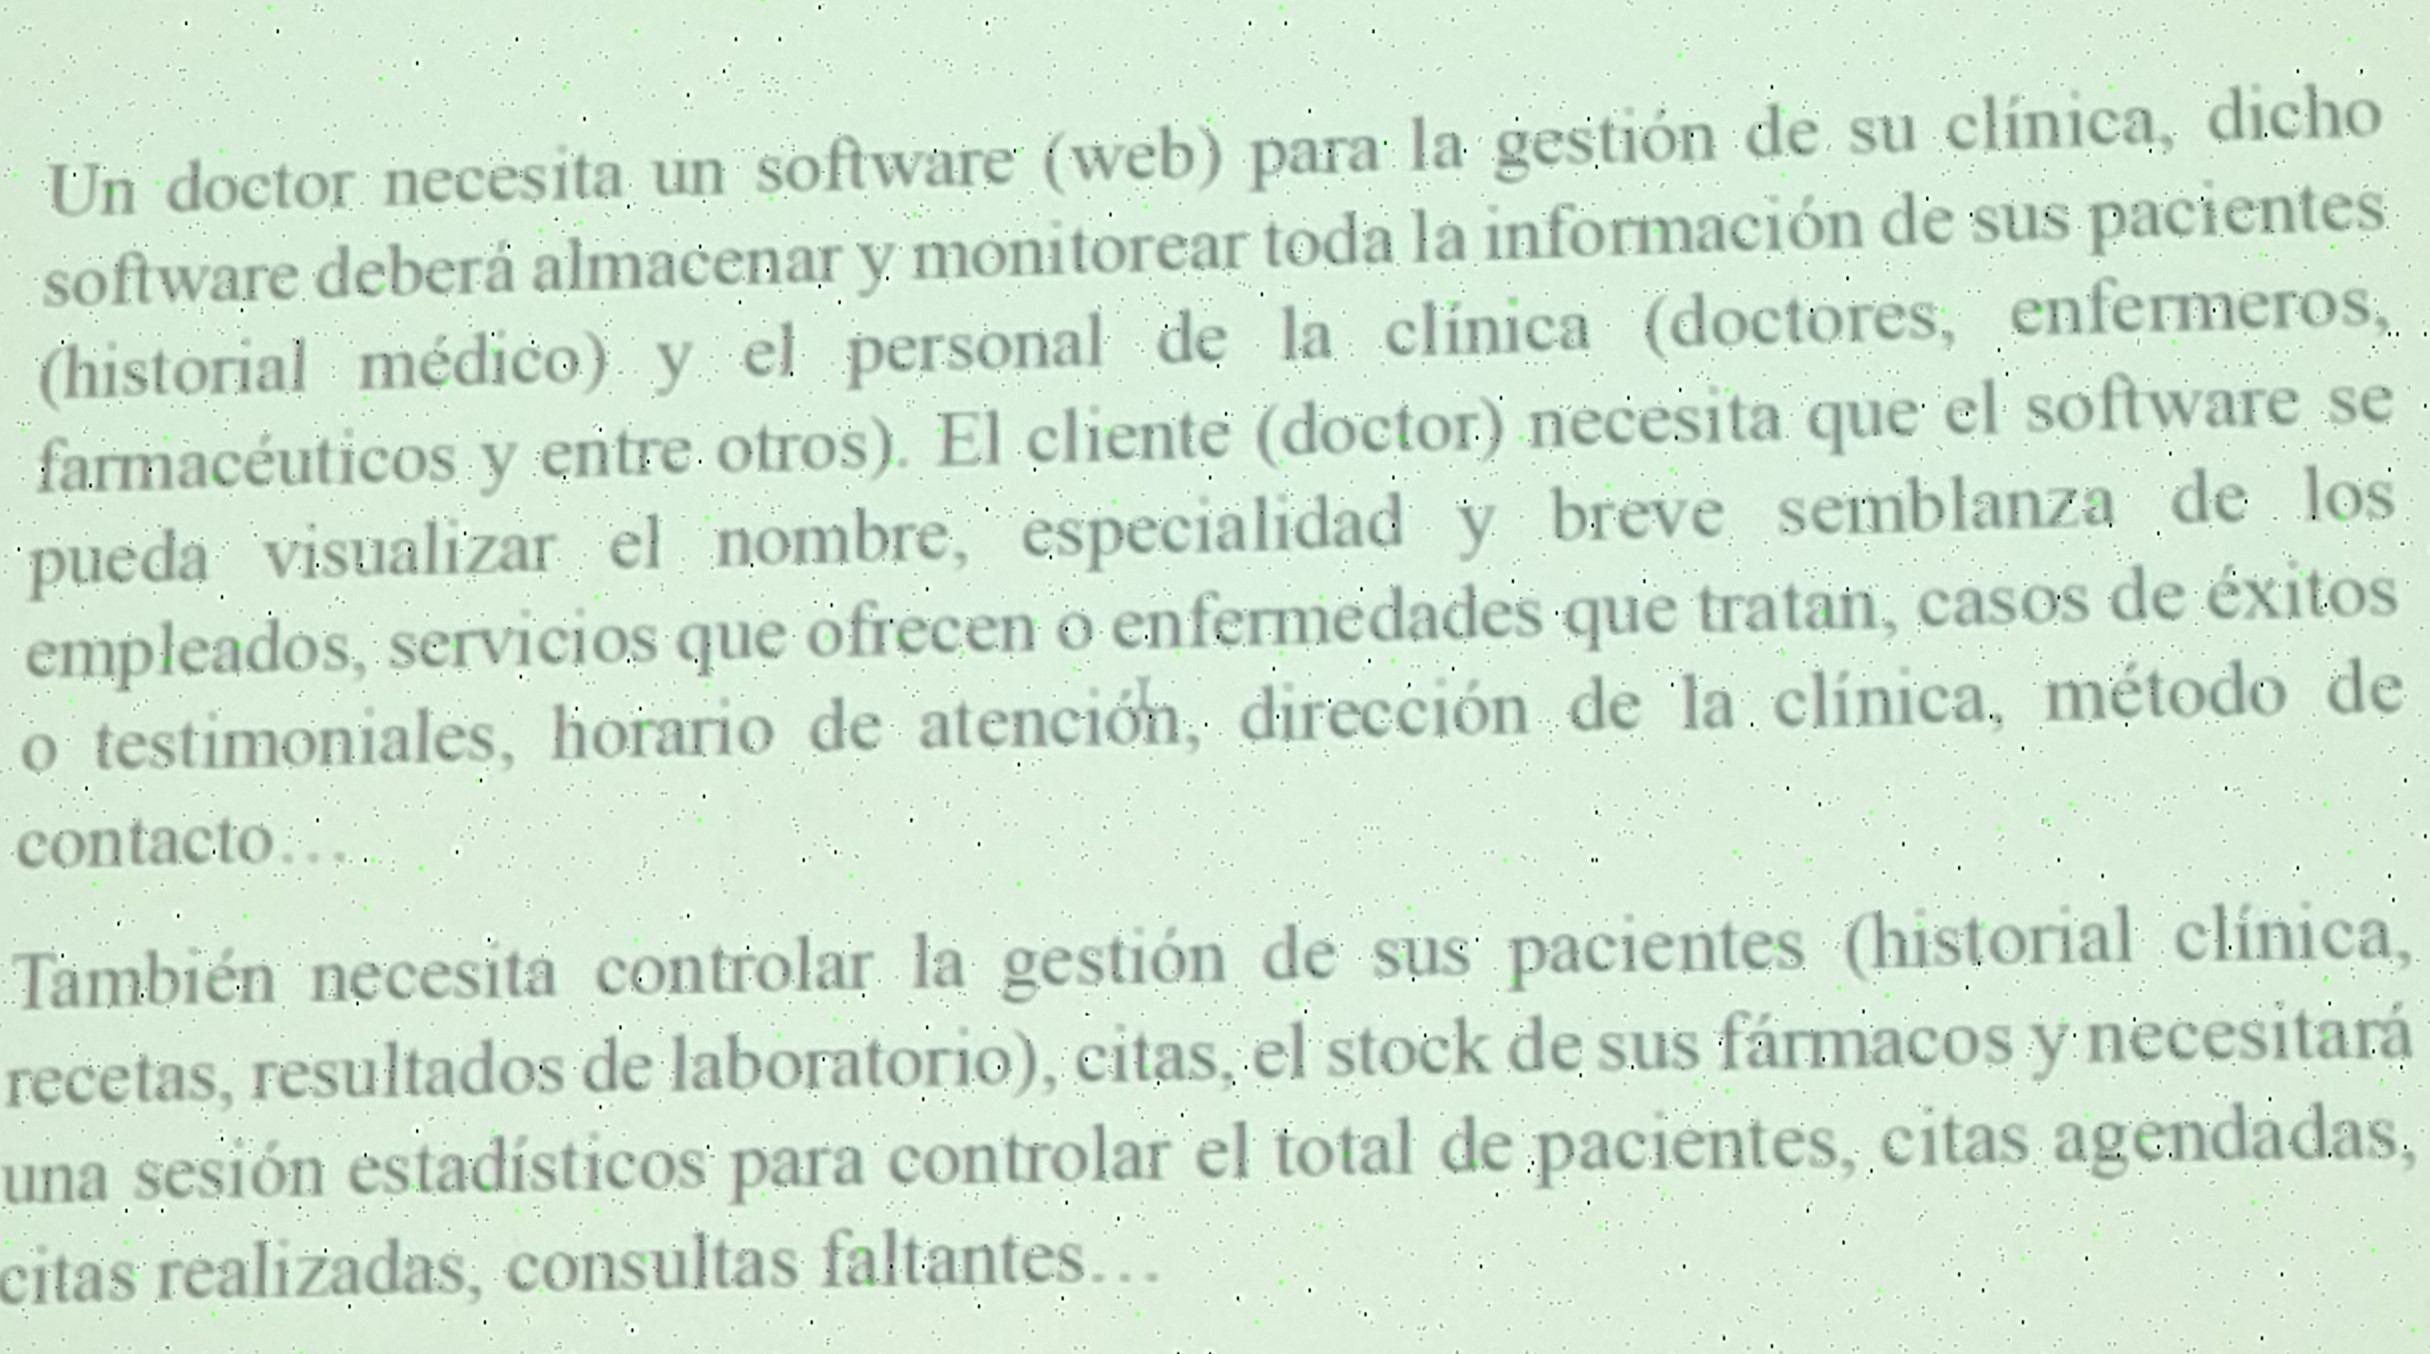 Un doctor necesita un software (web) para la gestión de su clínica, dicho
software deberá almacenar y monitorear toda la información de sus pacientes
(historial médico) y el personal de la clínica (doctores, enfermeros,
farmacéuticos y entre otros). El cliente (doctor) necesita que el software se
pueda visualizar el nombre, especialidad y breve semblanza de los
empleados, servicios que ofrecen o enfermedades que tratan, casos de éxitos
o testimoniales, horario de atención, dirección de la clínica, método de
contacto…
También necesita controlar la gestión de sus pacientes (historial clínica,
recetas, resultados de laboratorio), citas, el stock de sus fármacos y necesitará
una sesión estadísticos para controlar el total de pacientes, citas agendadas,
citas realizadas, consultas faltantes…